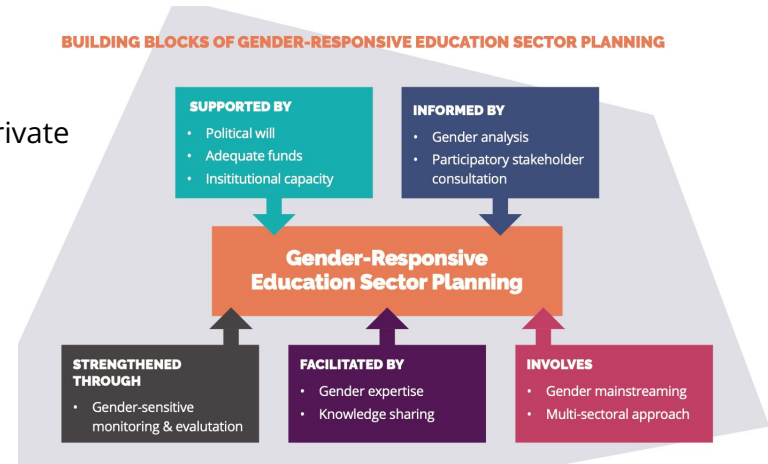 BUILDING BLOCKS OF GENDER-RESPONSIVE EDUCATION SECTOR PLANNING
rivate
SUPPORTED BY
• Political will
• Adequate funds
• Insititutional capacity
INFORMED BY
• Gender analysis
• Participatory stakeholder
consultation
Gender-Responsive
Education Sector Planning
STRENGTHENED
THROUGH
• Gender-sensitive
monitoring & evalutation
FACILITATED BY
• Gender expertise
• Knowledge sharing
INVOLVES
• Gender mainstreaming
• Multi-sectoral approach